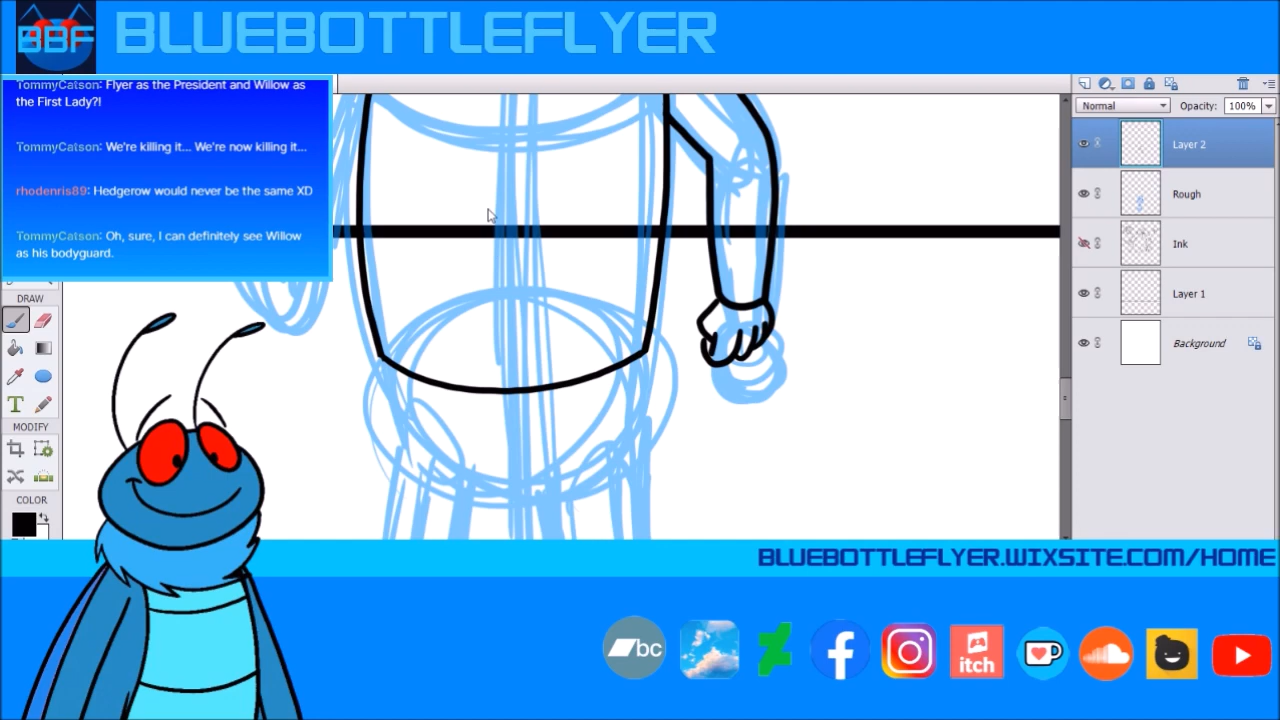 BBF
BLUEBOTTLEFLYER
TommyCatson: Flyer as the President and Willow as
the First Lady?!
TommyCatson: We're killing it... We're now killing it...
rhodenris89: Hedgerow would never be the same XD
TommyCatson: Oh, sure, I can definitely see Willow
as his bodyguard.
DRAW
T
MODIFY
COLOR
Normal
Opacity: 100%
Layer 2
Rough
Ink
Layer 1
Background
BLUEBOTTLEFLYER.WIXSITE.COM/HOME
bc
itch